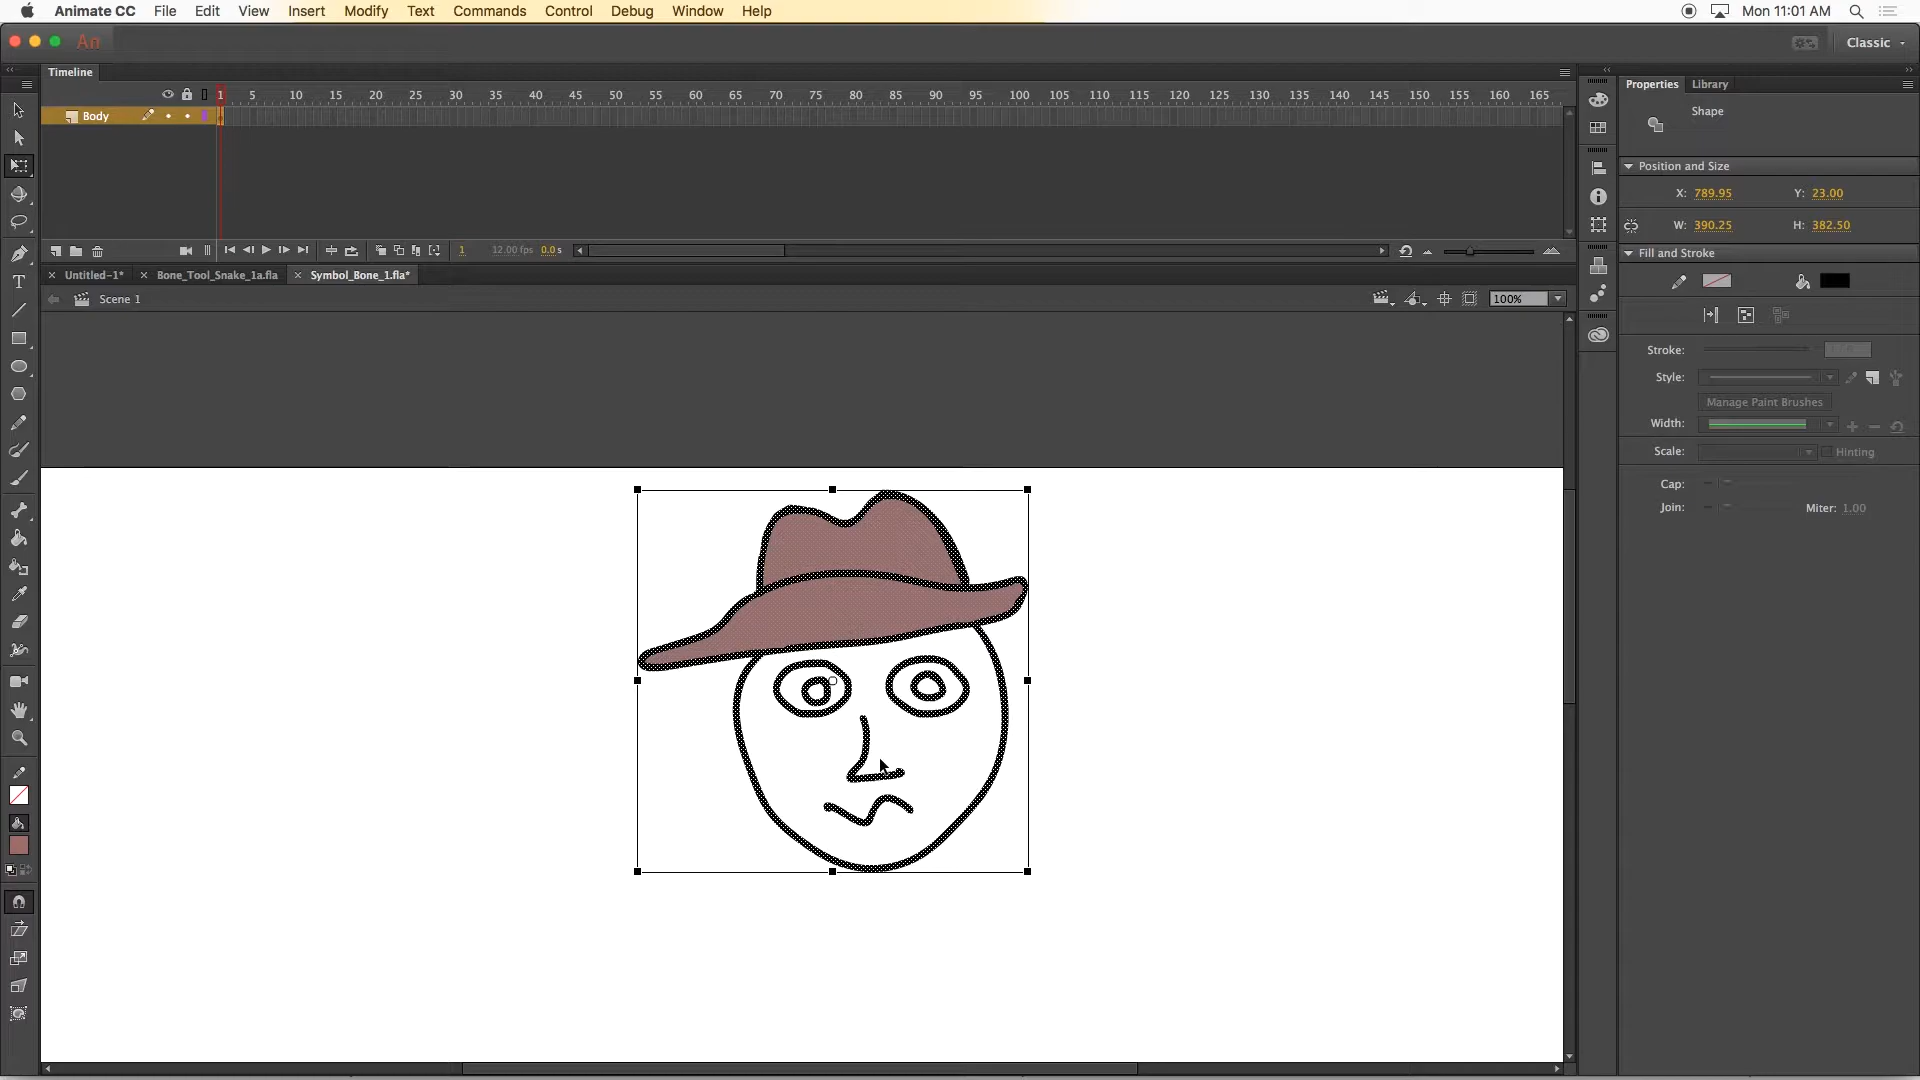 Animate CC File Edit View Insert Modify Text Commands Control Debug Window Help Mon 11:01 AM
An Classic
Timeline
1 5 10 15 20 25 30 35 40 45 50 55 60 65 70 75 80 85 90 95 100 105 110 115 120 125 130 135 140 145 150 155 160 165
Body
1 12.00 fps 0.0 s
Untitled-1* Bone_Tool_Snake_1a.fla Symbol_Bone_1.fla*
Scene 1 100%
Properties Library
Shape
Position and Size
X: 789.95 Y: 23.00
W: 390.25 H: 382.50
Fill and Stroke
Stroke:
Style:
Manage Paint Brushes
Width:
Scale: Hinting
Cap:
Join: Miter: 1.00